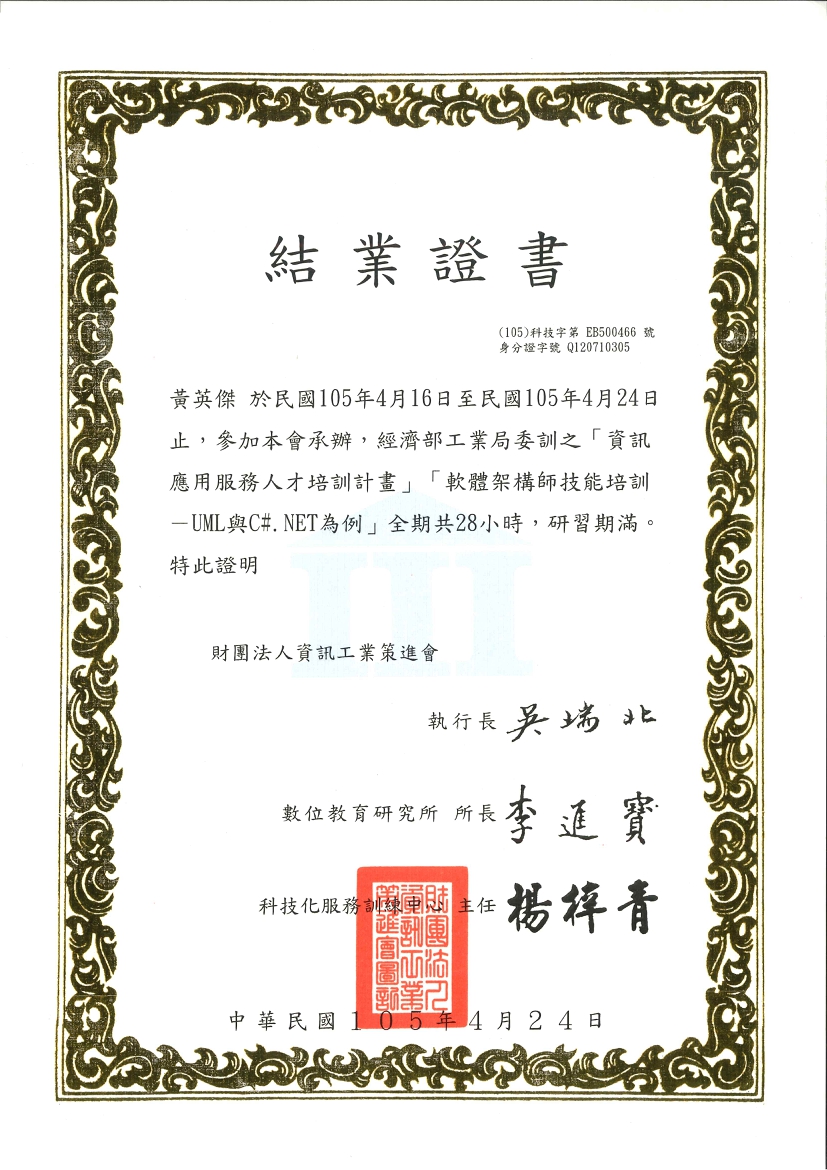 結業證書
(105)科技字第 EB500466 號
身分證字號 Q120710305
黃英傑 於民國105年4月16日至民國105年4月24日
止，參加本會承辦，經濟部工業局委訓之「資訊
應用服務人才培訓計畫」「軟體架構師技能培訓
－UML與C#.NET為例」全期共28小時，研習期滿。
特此證明
財團法人資訊工業策進會
執行長 吳瑞北
數位教育研究所 所長 李進寶
科技化服務訓練中心 主任 楊梓青
財團法人
資訊工業
策進會圖記
中華民國105年4月24日